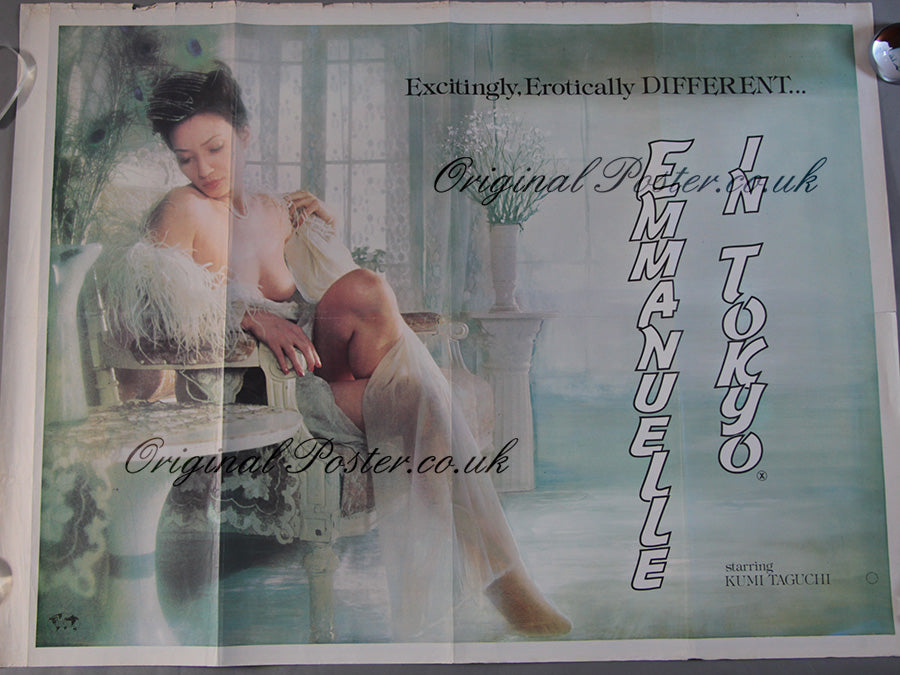 Excitingly, Erotically DIFFERENT...
EMMANUELLE
IN TOKYO
X
Original Poster.co.uk
Original Poster.co.uk
starring
KUMI TAGUCHI